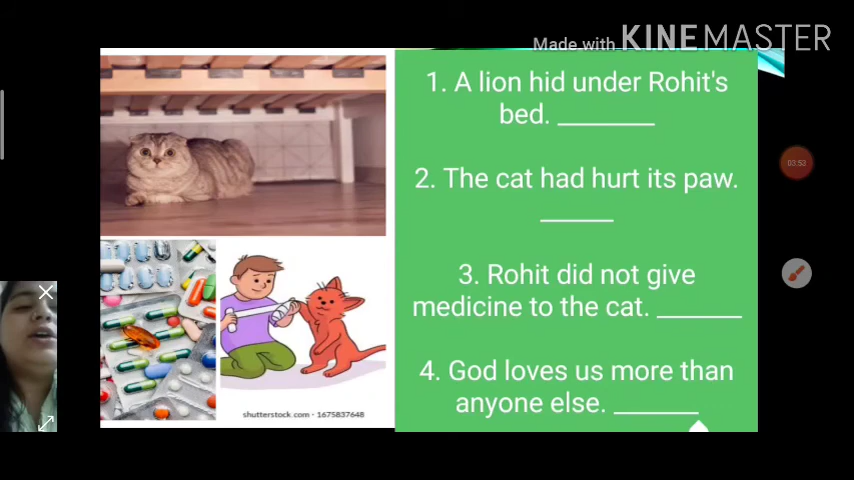 Made with KINEMASTER
1. A lion hid under Rohit's
bed. ________
2. The cat had hurt its paw.
______
3. Rohit did not give
medicine to the cat. _______
4. God loves us more than
anyone else. _______
03:53
shutterstock.com · 1675837648